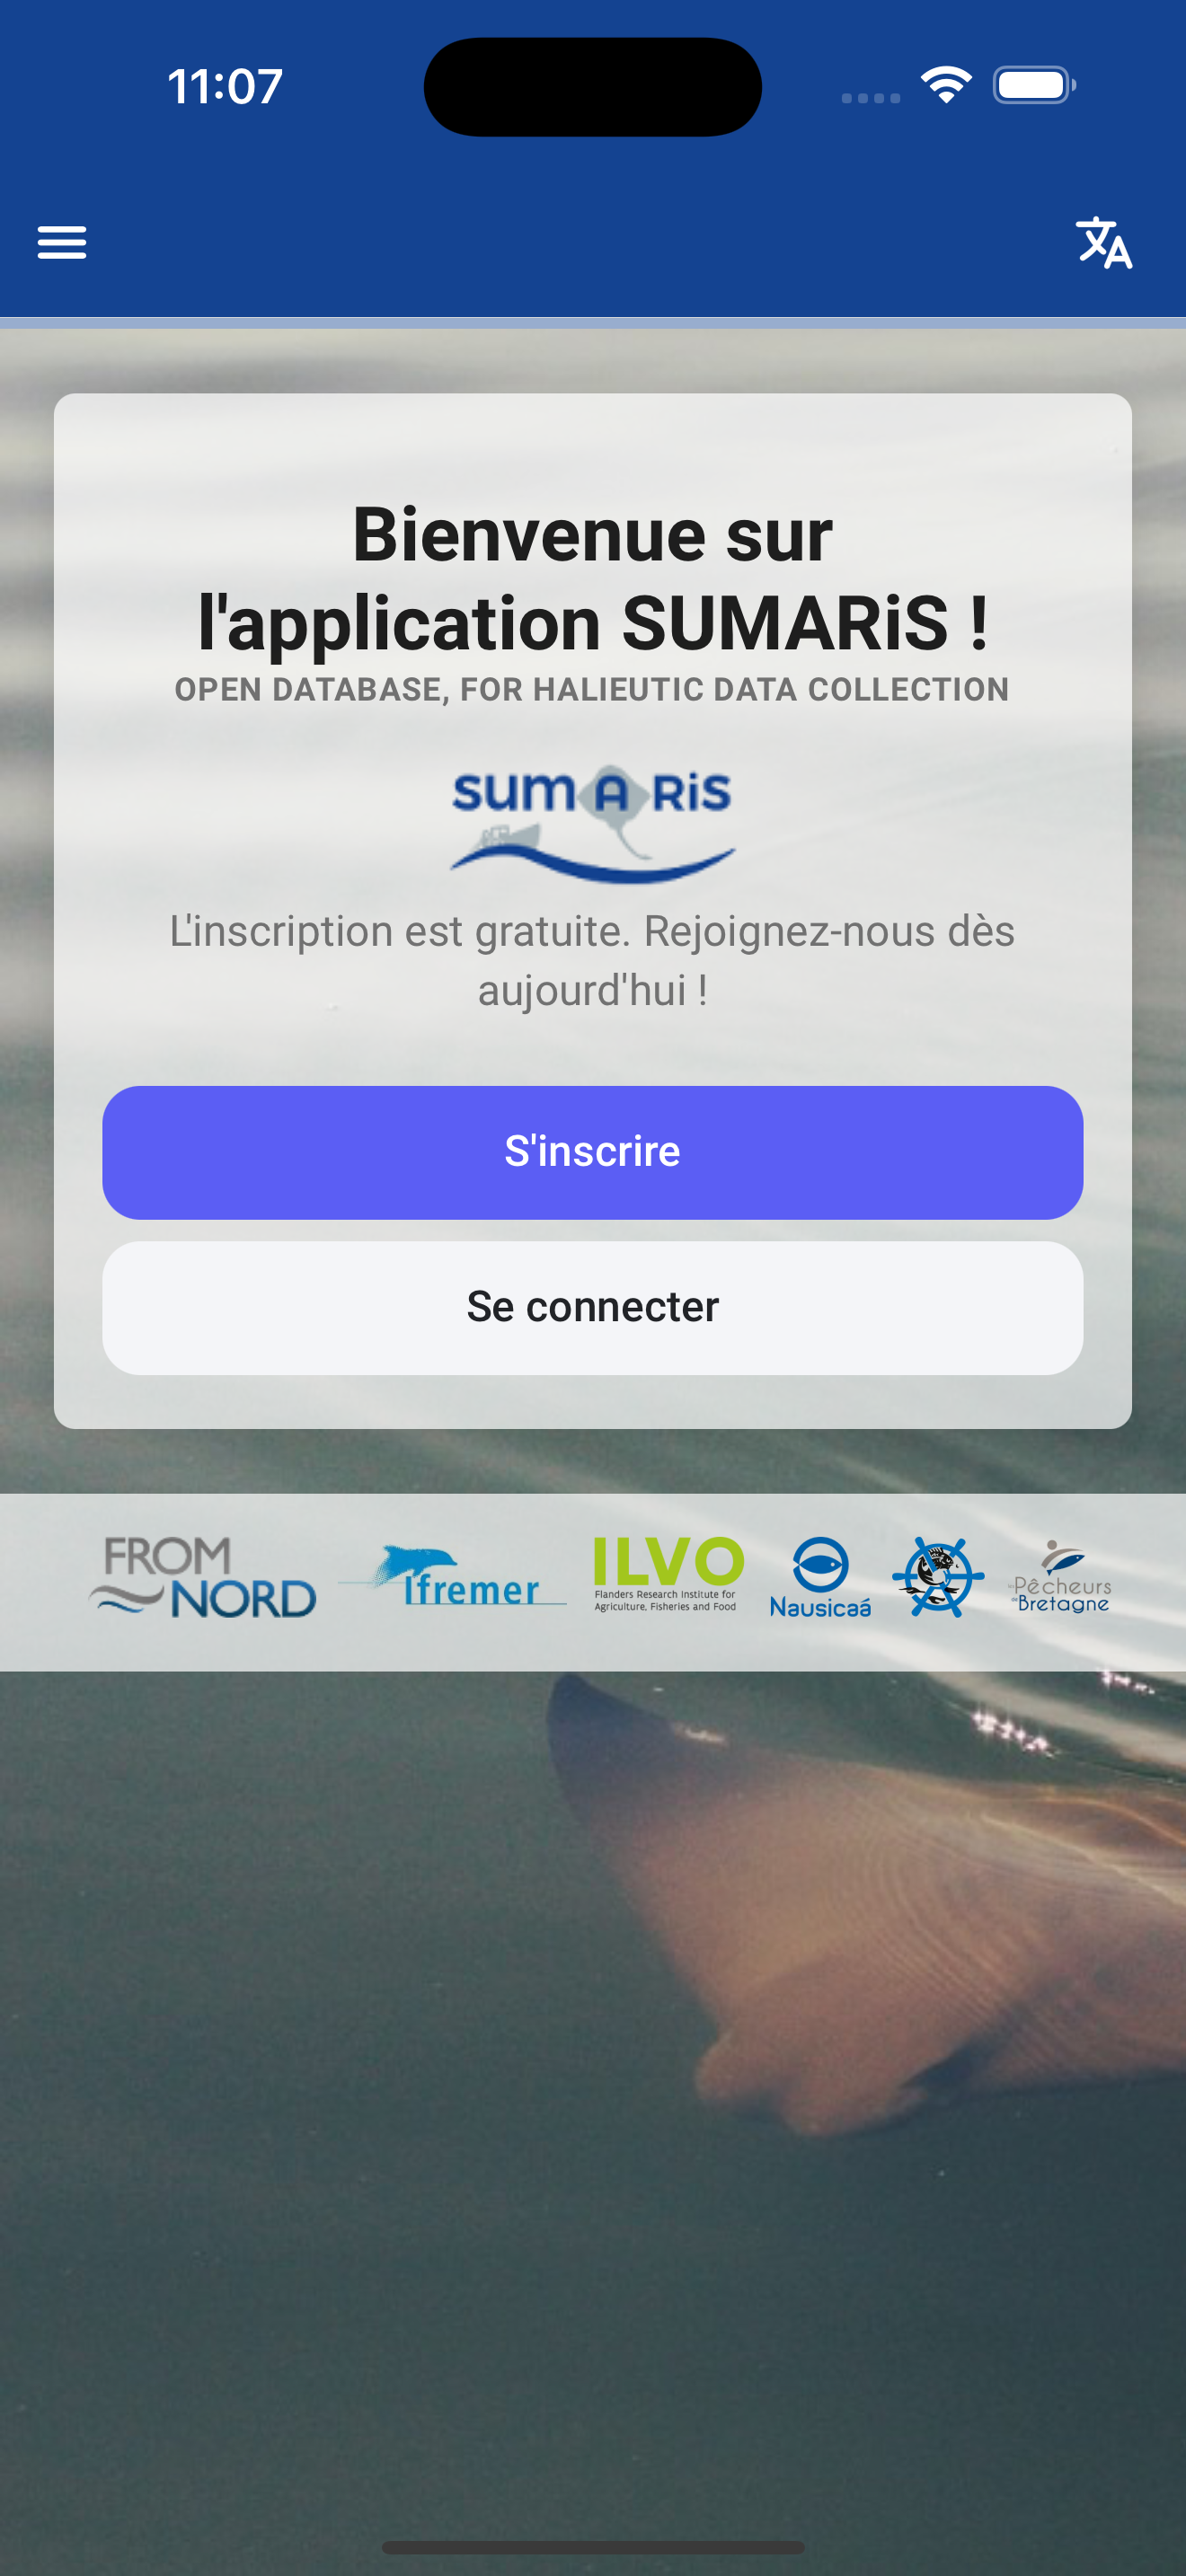 11:07
Bienvenue sur
l'application SUMARiS !
OPEN DATABASE, FOR HALIEUTIC DATA COLLECTION
sumARiS
L'inscription est gratuite. Rejoignez-nous dès
aujourd'hui !
S'inscrire
Se connecter
FROM
NORD
Ifremer
ILVO
Flanders Research Institute for
Agriculture, Fisheries and Food
Nausicaá
Pêcheurs
de Bretagne